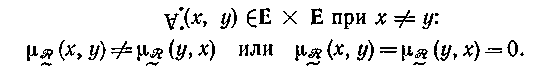 ∀(x, y) ∈ E × E при x ≠ y:
μ_ℛ̰ (x, y) ≠ μ_ℛ̰ (y, x) или μ_ℛ̰ (x, y) = μ_ℛ̰ (y, x) = 0.